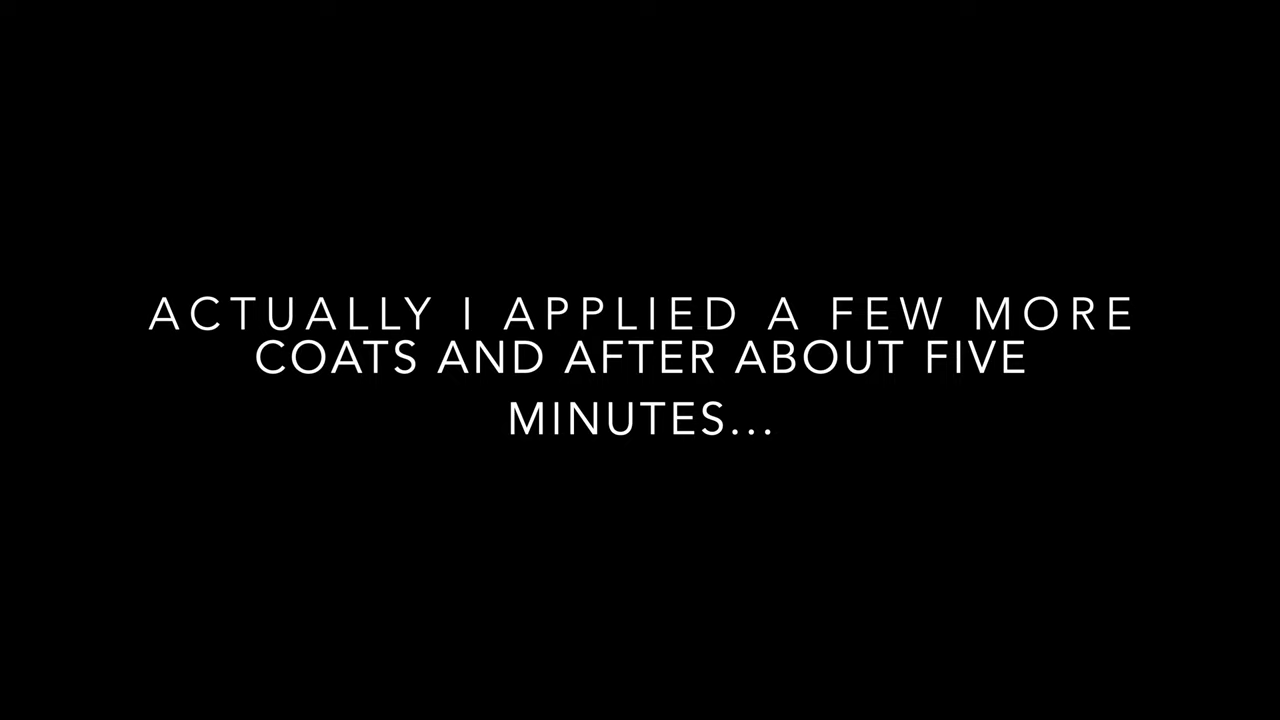 ACTUALLY I APPLIED A FEW MORE
COATS AND AFTER ABOUT FIVE
MINUTES...